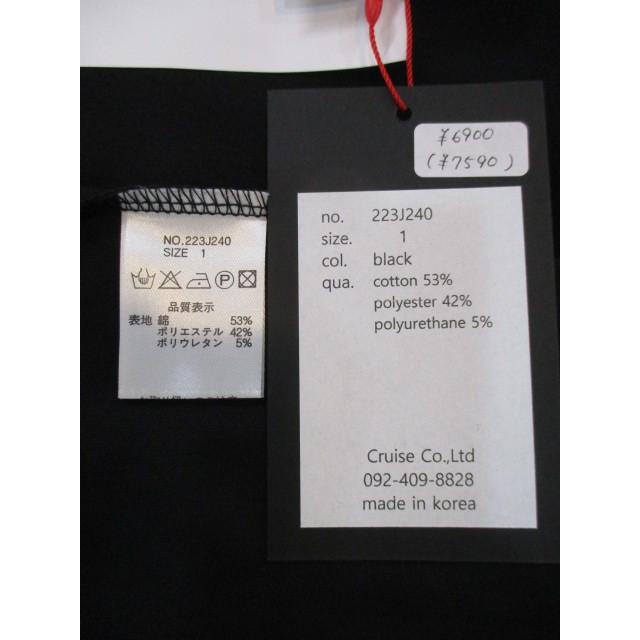 ¥6900
(¥7590)
no. 223J240
size. 1
col. black
qua. cotton 53%
polyester 42%
polyurethane 5%
Cruise Co.,Ltd
092-409-8828
made in korea
NO.223J240
SIZE 1
品質表示
表地 綿 53%
ポリエステル 42%
ポリウレタン 5%